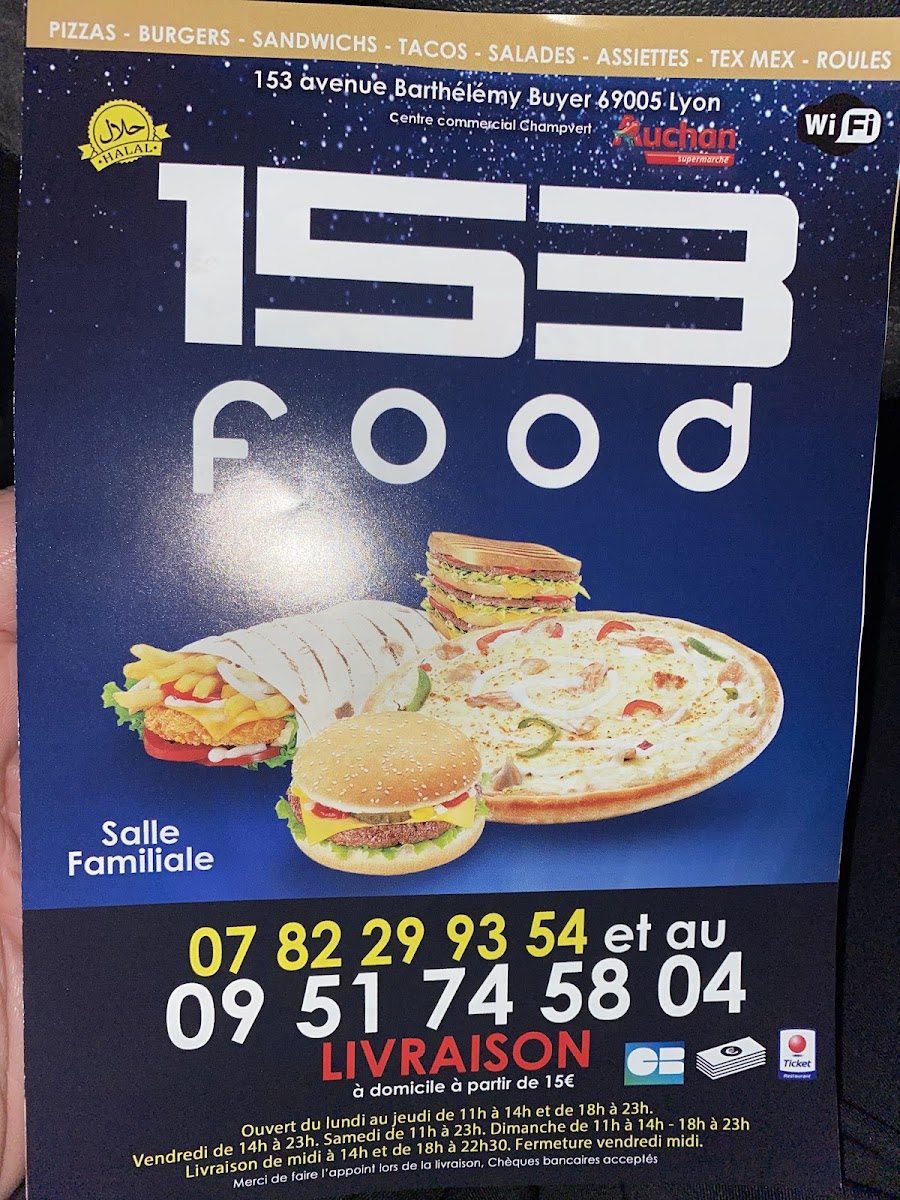 PIZZAS - BURGERS - SANDWICHS - TACOS - SALADES - ASSIETTES - TEX MEX - ROULES
153 avenue Barthélémy Buyer 69005 Lyon
Centre commercial Champvert
Auchan
supermarché
Wi Fi
حلال
HALAL
153
food
Salle
Familiale
07 82 29 93 54 et au
09 51 74 58 04
LIVRAISON
à domicile à partir de 15€
CB
€
Ticket
Restaurant
Ouvert du lundi au jeudi de 11h à 14h et de 18h à 23h.
Vendredi de 14h à 23h. Samedi de 11h à 23h. Dimanche de 11h à 14h - 18h à 23h
Livraison de midi à 14h et de 18h à 22h30. Fermeture vendredi midi.
Merci de faire l'appoint lors de la livraison, Chèques bancaires acceptés